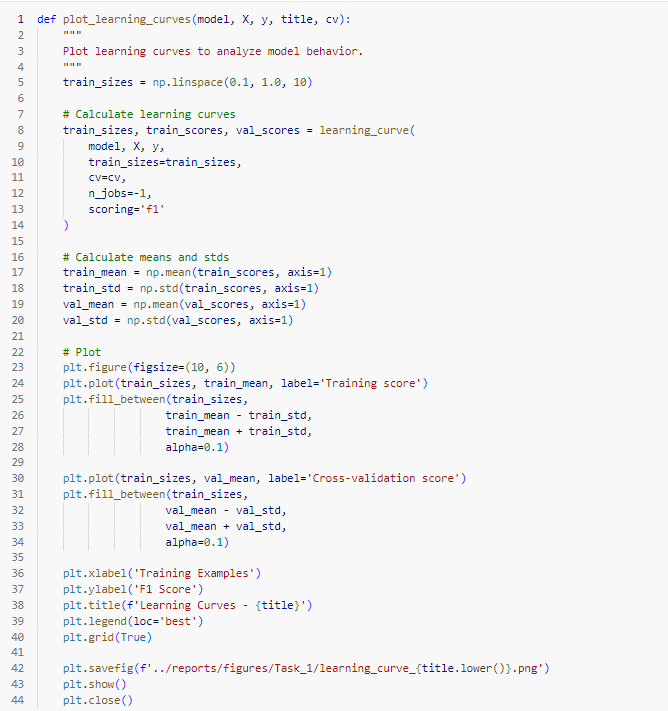 1 def plot_learning_curves(model, X, y, title, cv):
2     """
3     Plot learning curves to analyze model behavior.
4     """
5     train_sizes = np.linspace(0.1, 1.0, 10)
6
7     # Calculate learning curves
8     train_sizes, train_scores, val_scores = learning_curve(
9         model, X, y,
10         train_sizes=train_sizes,
11         cv=cv,
12         n_jobs=-1,
13         scoring='f1'
14     )
15
16     # Calculate means and stds
17     train_mean = np.mean(train_scores, axis=1)
18     train_std = np.std(train_scores, axis=1)
19     val_mean = np.mean(val_scores, axis=1)
20     val_std = np.std(val_scores, axis=1)
21
22     # Plot
23     plt.figure(figsize=(10, 6))
24     plt.plot(train_sizes, train_mean, label='Training score')
25     plt.fill_between(train_sizes,
26                     train_mean - train_std,
27                     train_mean + train_std,
28                     alpha=0.1)
29
30     plt.plot(train_sizes, val_mean, label='Cross-validation score')
31     plt.fill_between(train_sizes,
32                     val_mean - val_std,
33                     val_mean + val_std,
34                     alpha=0.1)
35
36     plt.xlabel('Training Examples')
37     plt.ylabel('F1 Score')
38     plt.title(f'Learning Curves - {title}')
39     plt.legend(loc='best')
40     plt.grid(True)
41
42     plt.savefig(f'../reports/figures/Task_1/learning_curve_{title.lower()}.png')
43     plt.show()
44     plt.close()